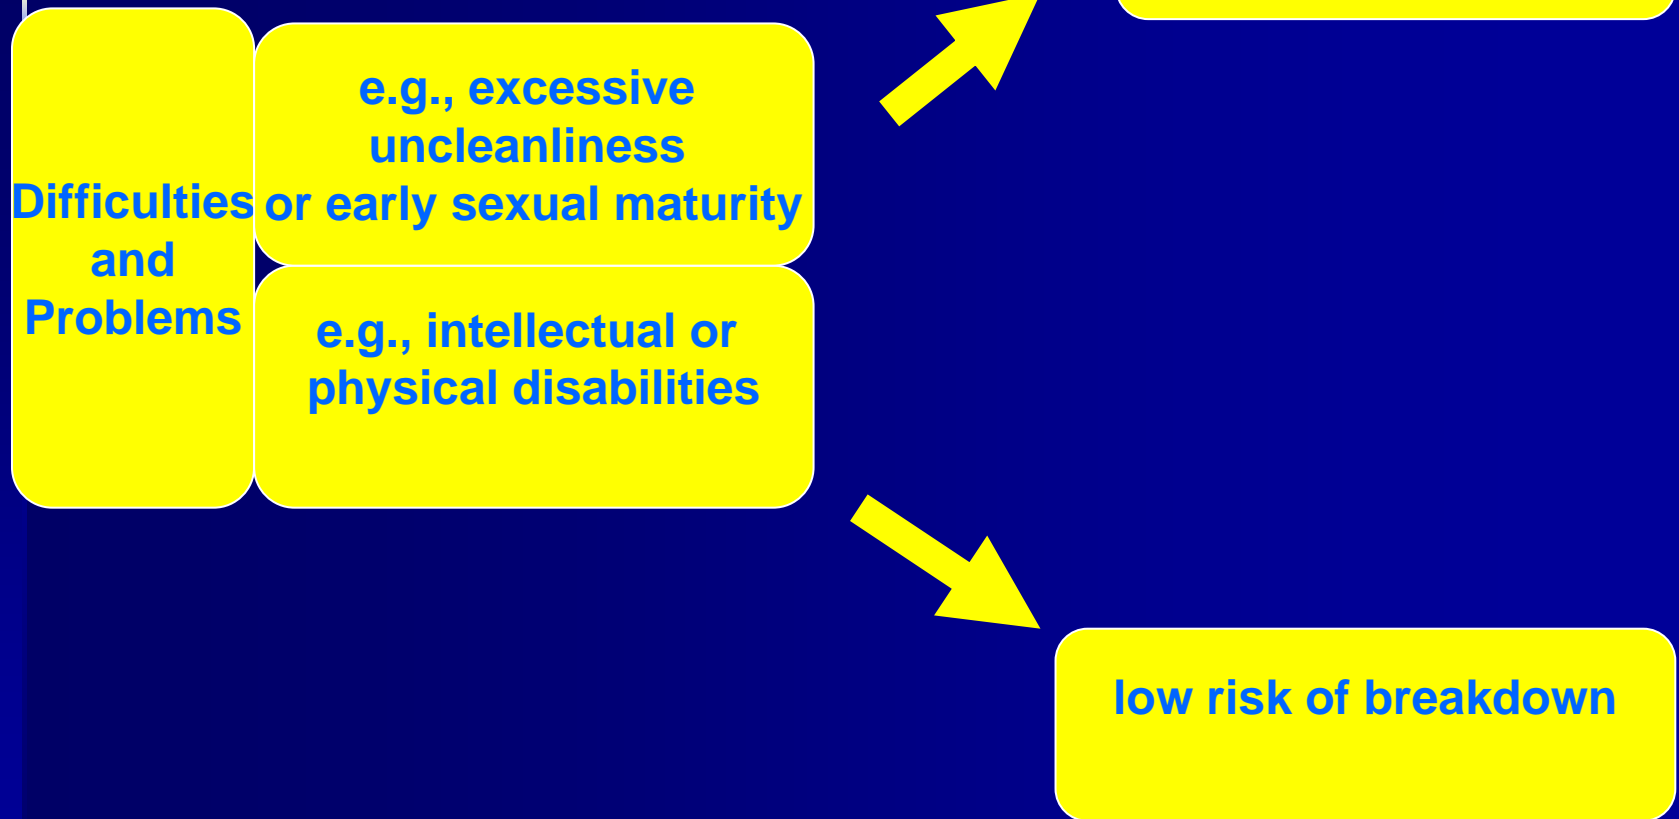 Difficulties
and
Problems
e.g., excessive
uncleanliness
or early sexual maturity
e.g., intellectual or
physical disabilities
low risk of breakdown